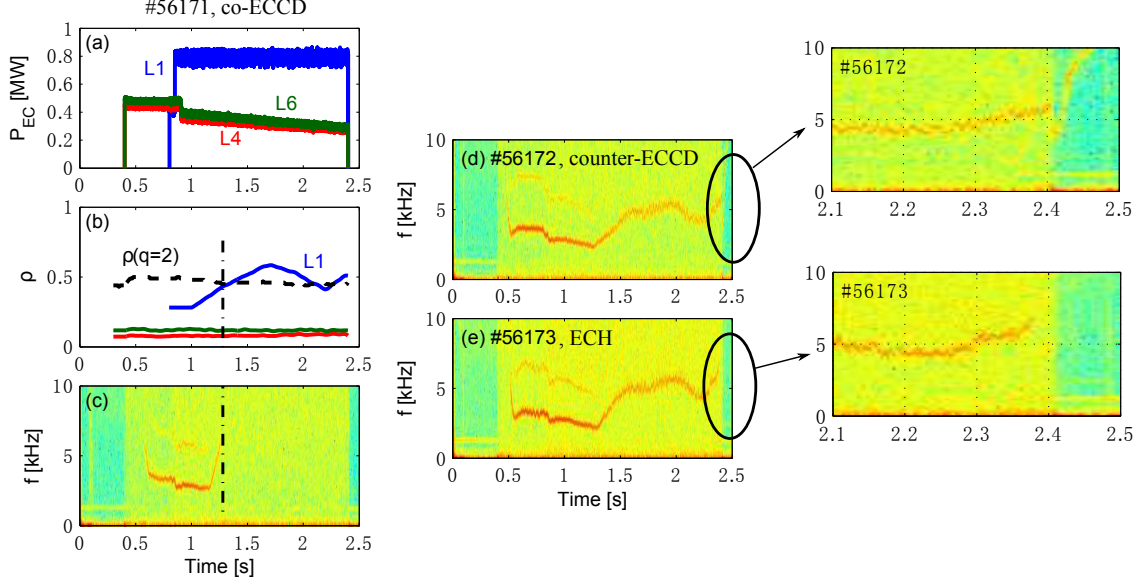 #56171, co-ECCD
(a)
1
0.8
0.6
0.4
0.2
0
P_EC [MW]
L1
L6
L4
0 0.5 1 1.5 2 2.5
(b)
1
0.5
0
ρ
ρ(q=2)
L1
0 0.5 1 1.5 2 2.5
(c)
10
5
0
f [kHz]
0 0.5 1 1.5 2 2.5
Time [s]
(d) #56172, counter-ECCD
10
5
0
f [kHz]
0 0.5 1 1.5 2 2.5
(e) #56173, ECH
10
5
0
f [kHz]
0 0.5 1 1.5 2 2.5
Time [s]
#56172
10
5
0
2.1 2.2 2.3 2.4 2.5
#56173
10
5
0
2.1 2.2 2.3 2.4 2.5